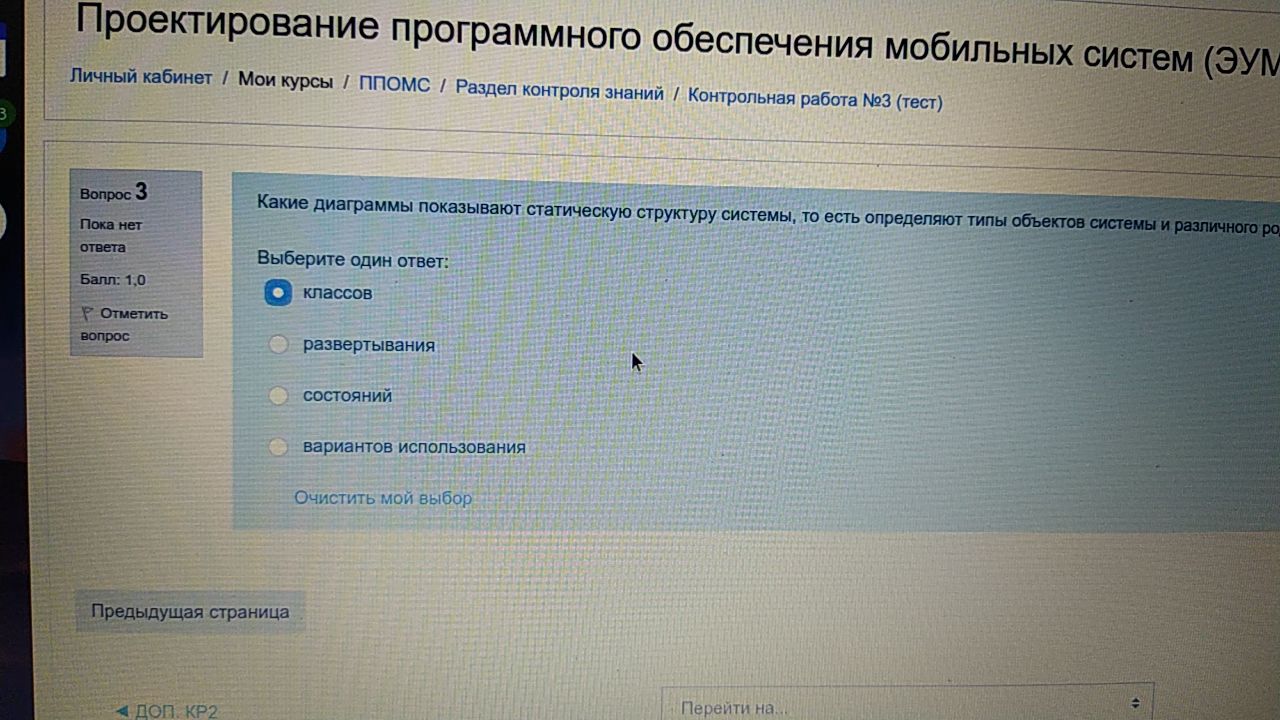 Проектирование программного обеспечения мобильных систем (ЭУМ
Личный кабинет / Мои курсы / ППОМС / Раздел контроля знаний / Контрольная работа №3 (тест)
3
Вопрос 3
Пока нет
ответа
Балл: 1,0
Отметить
вопрос
Какие диаграммы показывают статическую структуру системы, то есть определяют типы объектов системы и различного ро
Выберите один ответ:
классов
развертывания
состояний
вариантов использования
Очистить мой выбор
Предыдущая страница
◄ ДОП. КР2
Перейти на...